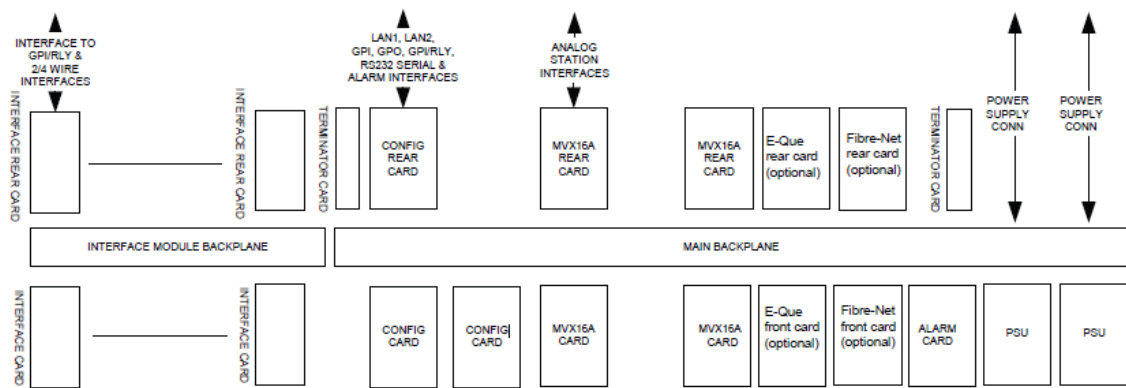 INTERFACE TO
GPI/RLY &
2/4 WIRE
INTERFACES
LAN1, LAN2,
GPI, GPO, GPI/RLY,
RS232 SERIAL &
ALARM INTERFACES
ANALOG
STATION
INTERFACES
POWER
SUPPLY
CONN
POWER
SUPPLY
CONN
INTERFACE REAR CARD
INTERFACE REAR CARD
TERMINATOR CARD
CONFIG
REAR
CARD
MVX16A
REAR
CARD
MVX16A
REAR
CARD
E-Que
rear card
(optional)
Fibre-Net
rear card
(optional)
TERMINATOR CARD
INTERFACE MODULE BACKPLANE
MAIN BACKPLANE
INTERFACE CARD
INTERFACE CARD
CONFIG
CARD
CONFIG
CARD
MVX16A
CARD
MVX16A
CARD
E-Que
front card
(optional)
Fibre-Net
front card
(optional)
ALARM
CARD
PSU
PSU